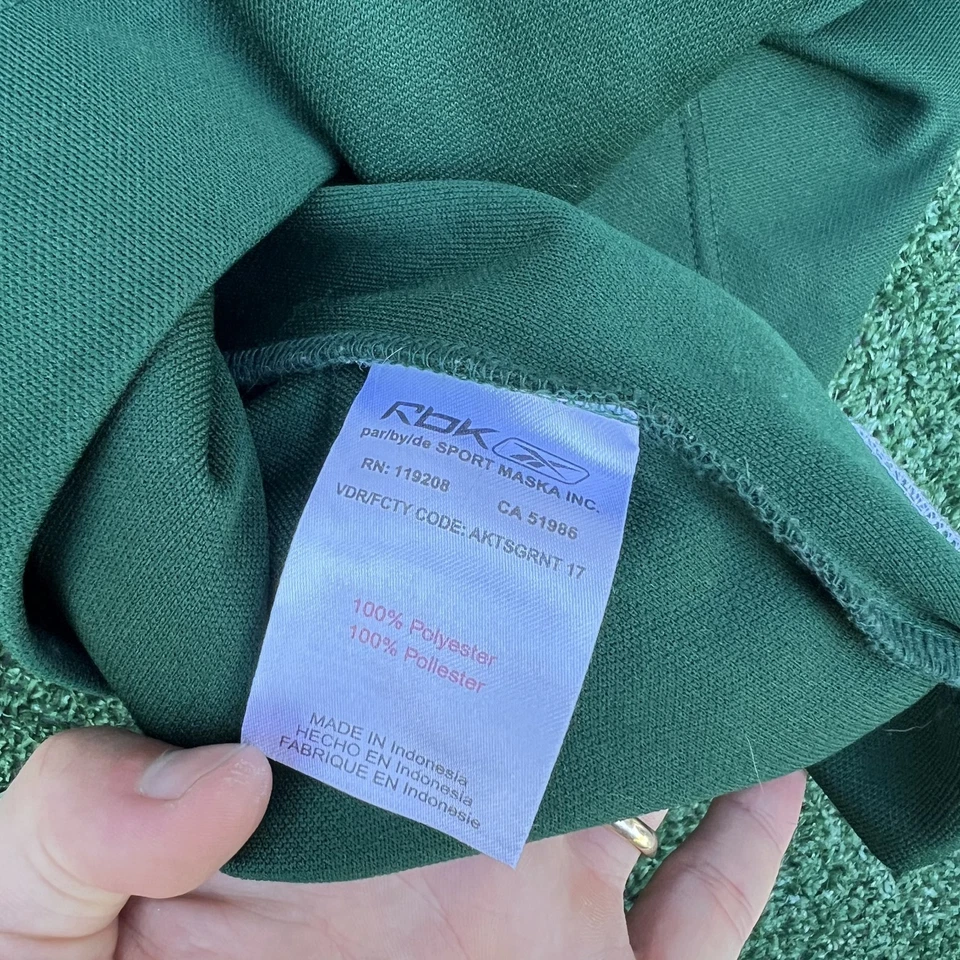 Rbk
par/by/de SPORT MASKA INC.
RN: 119208 CA 51986
VDR/FCTY CODE: AKTSGRNT 17
100% Polyester
100% Poliester
MADE IN Indonesia
HECHO EN Indonesia
FABRIQUE EN Indonesie